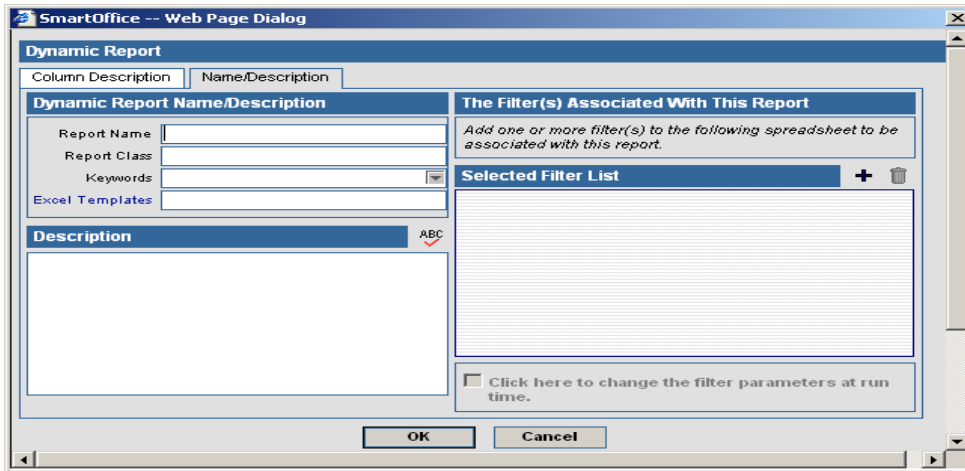 SmartOffice -- Web Page Dialog
Dynamic Report
Column Description
Name/Description
Dynamic Report Name/Description
Report Name
Report Class
Keywords
Excel Templates
Description
ABC
The Filter(s) Associated With This Report
Add one or more filter(s) to the following spreadsheet to be
associated with this report.
Selected Filter List
Click here to change the filter parameters at run
time.
OK
Cancel